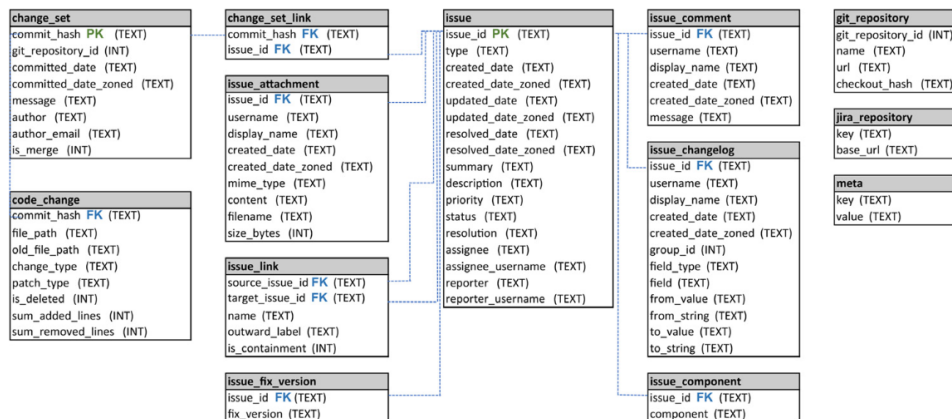 change_set
commit_hash PK (TEXT)
git_repository_id (INT)
committed_date (TEXT)
committed_date_zoned (TEXT)
message (TEXT)
author (TEXT)
author_email (TEXT)
is_merge (INT)
code_change
commit_hash FK (TEXT)
file_path (TEXT)
old_file_path (TEXT)
change_type (TEXT)
patch_type (TEXT)
is_deleted (INT)
sum_added_lines (INT)
sum_removed_lines (INT)
change_set_link
commit_hash FK (TEXT)
issue_id FK (TEXT)
issue_attachment
issue_id FK (TEXT)
username (TEXT)
display_name (TEXT)
created_date (TEXT)
created_date_zoned (TEXT)
mime_type (TEXT)
content (TEXT)
filename (TEXT)
size_bytes (INT)
issue_link
source_issue_id FK (TEXT)
target_issue_id FK (TEXT)
name (TEXT)
outward_label (TEXT)
is_containment (INT)
issue_fix_version
issue_id FK (TEXT)
fix_version (TEXT)
issue
issue_id PK (TEXT)
type (TEXT)
created_date (TEXT)
created_date_zoned (TEXT)
updated_date (TEXT)
updated_date_zoned (TEXT)
resolved_date (TEXT)
resolved_date_zoned (TEXT)
summary (TEXT)
description (TEXT)
priority (TEXT)
status (TEXT)
resolution (TEXT)
assignee (TEXT)
assignee_username (TEXT)
reporter (TEXT)
reporter_username (TEXT)
issue_comment
issue_id FK (TEXT)
username (TEXT)
display_name (TEXT)
created_date (TEXT)
created_date_zoned (TEXT)
message (TEXT)
issue_changelog
issue_id FK (TEXT)
username (TEXT)
display_name (TEXT)
created_date (TEXT)
created_date_zoned (TEXT)
group_id (INT)
field_type (TEXT)
field (TEXT)
from_value (TEXT)
from_string (TEXT)
to_value (TEXT)
to_string (TEXT)
issue_component
issue_id FK (TEXT)
component (TEXT)
git_repository
git_repository_id (INT)
name (TEXT)
url (TEXT)
checkout_hash (TEXT)
jira_repository
key (TEXT)
base_url (TEXT)
meta
key (TEXT)
value (TEXT)